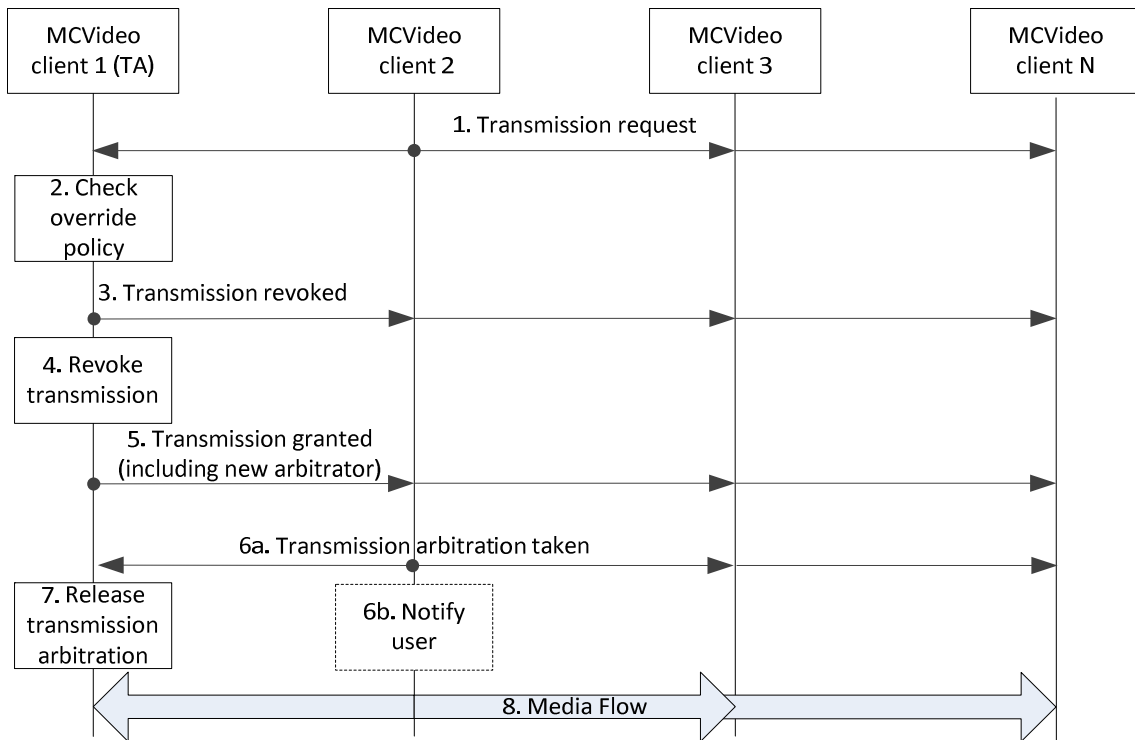 MCVideo
client 1 (TA)
MCVideo
client 2
MCVideo
client 3
MCVideo
client N
1. Transmission request
2. Check
override
policy
3. Transmission revoked
4. Revoke
transmission
5. Transmission granted
(including new arbitrator)
6a. Transmission arbitration taken
7. Release
transmission
arbitration
6b. Notify
user
8. Media Flow